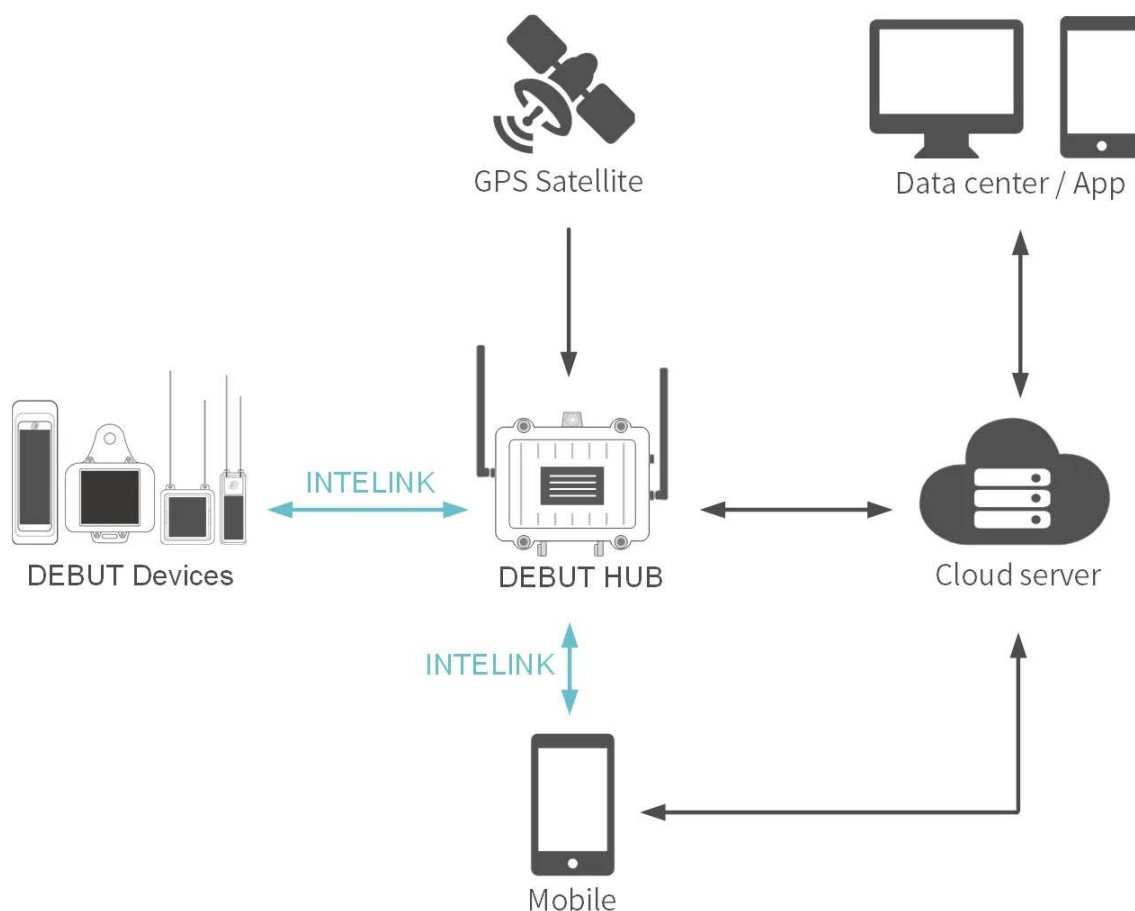 GPS Satellite
Data center / App
INTELINK
DEBUT Devices
DEBUT HUB
Cloud server
INTELINK
Mobile